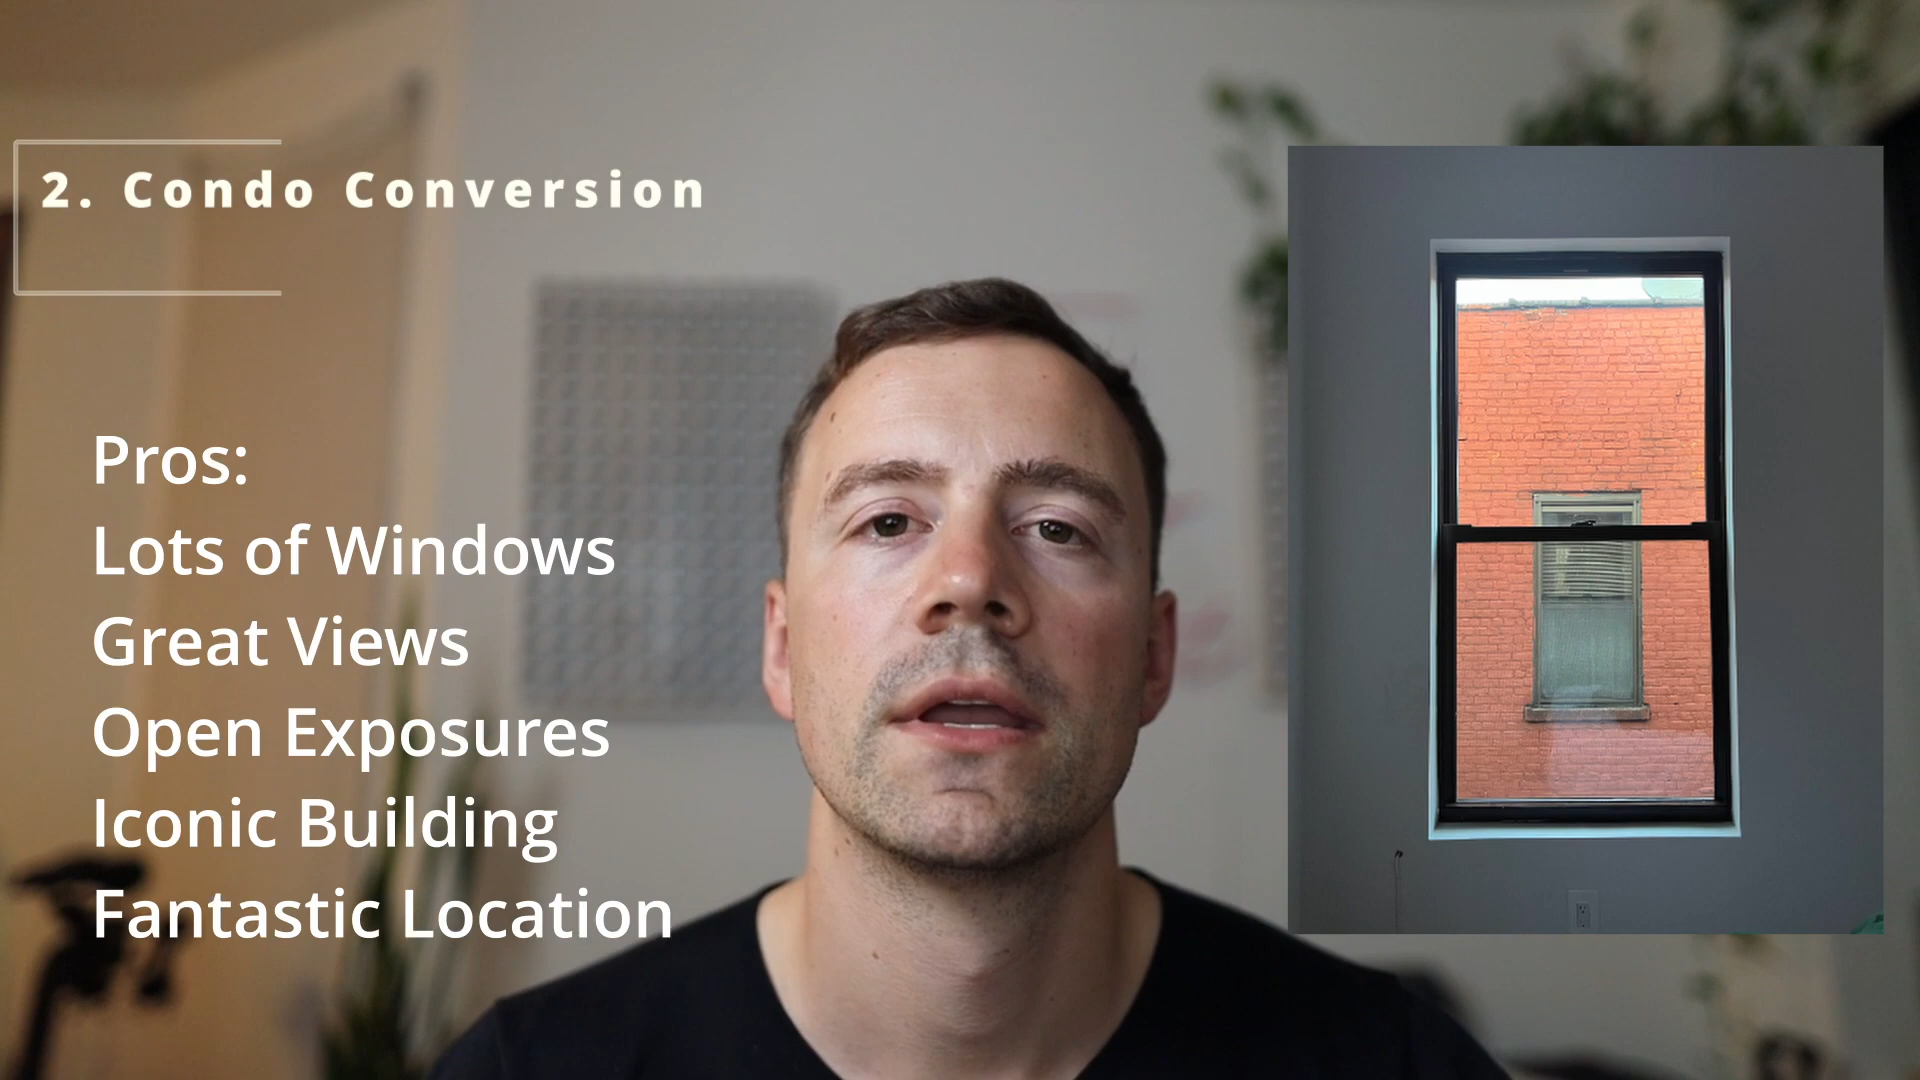 2. Condo Conversion
Pros:
Lots of Windows
Great Views
Open Exposures
Iconic Building
Fantastic Location